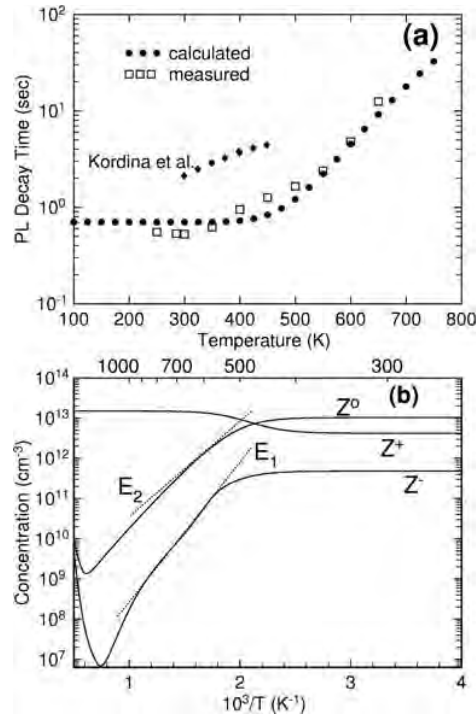 10²
(a)
calculated
measured
10¹
Kordina et al.
10⁰
10⁻¹
PL Decay Time (sec)
100 200 300 400 500 600 700 800
Temperature (K)
1000 700 500 300
10¹⁴
(b)
Z⁰
10¹³
Z⁺
10¹²
E₂
E₁
Z⁻
10¹¹
10¹⁰
10⁹
10⁸
10⁷
Concentration (cm⁻³)
1 2 3 4
10³/T (K⁻¹)